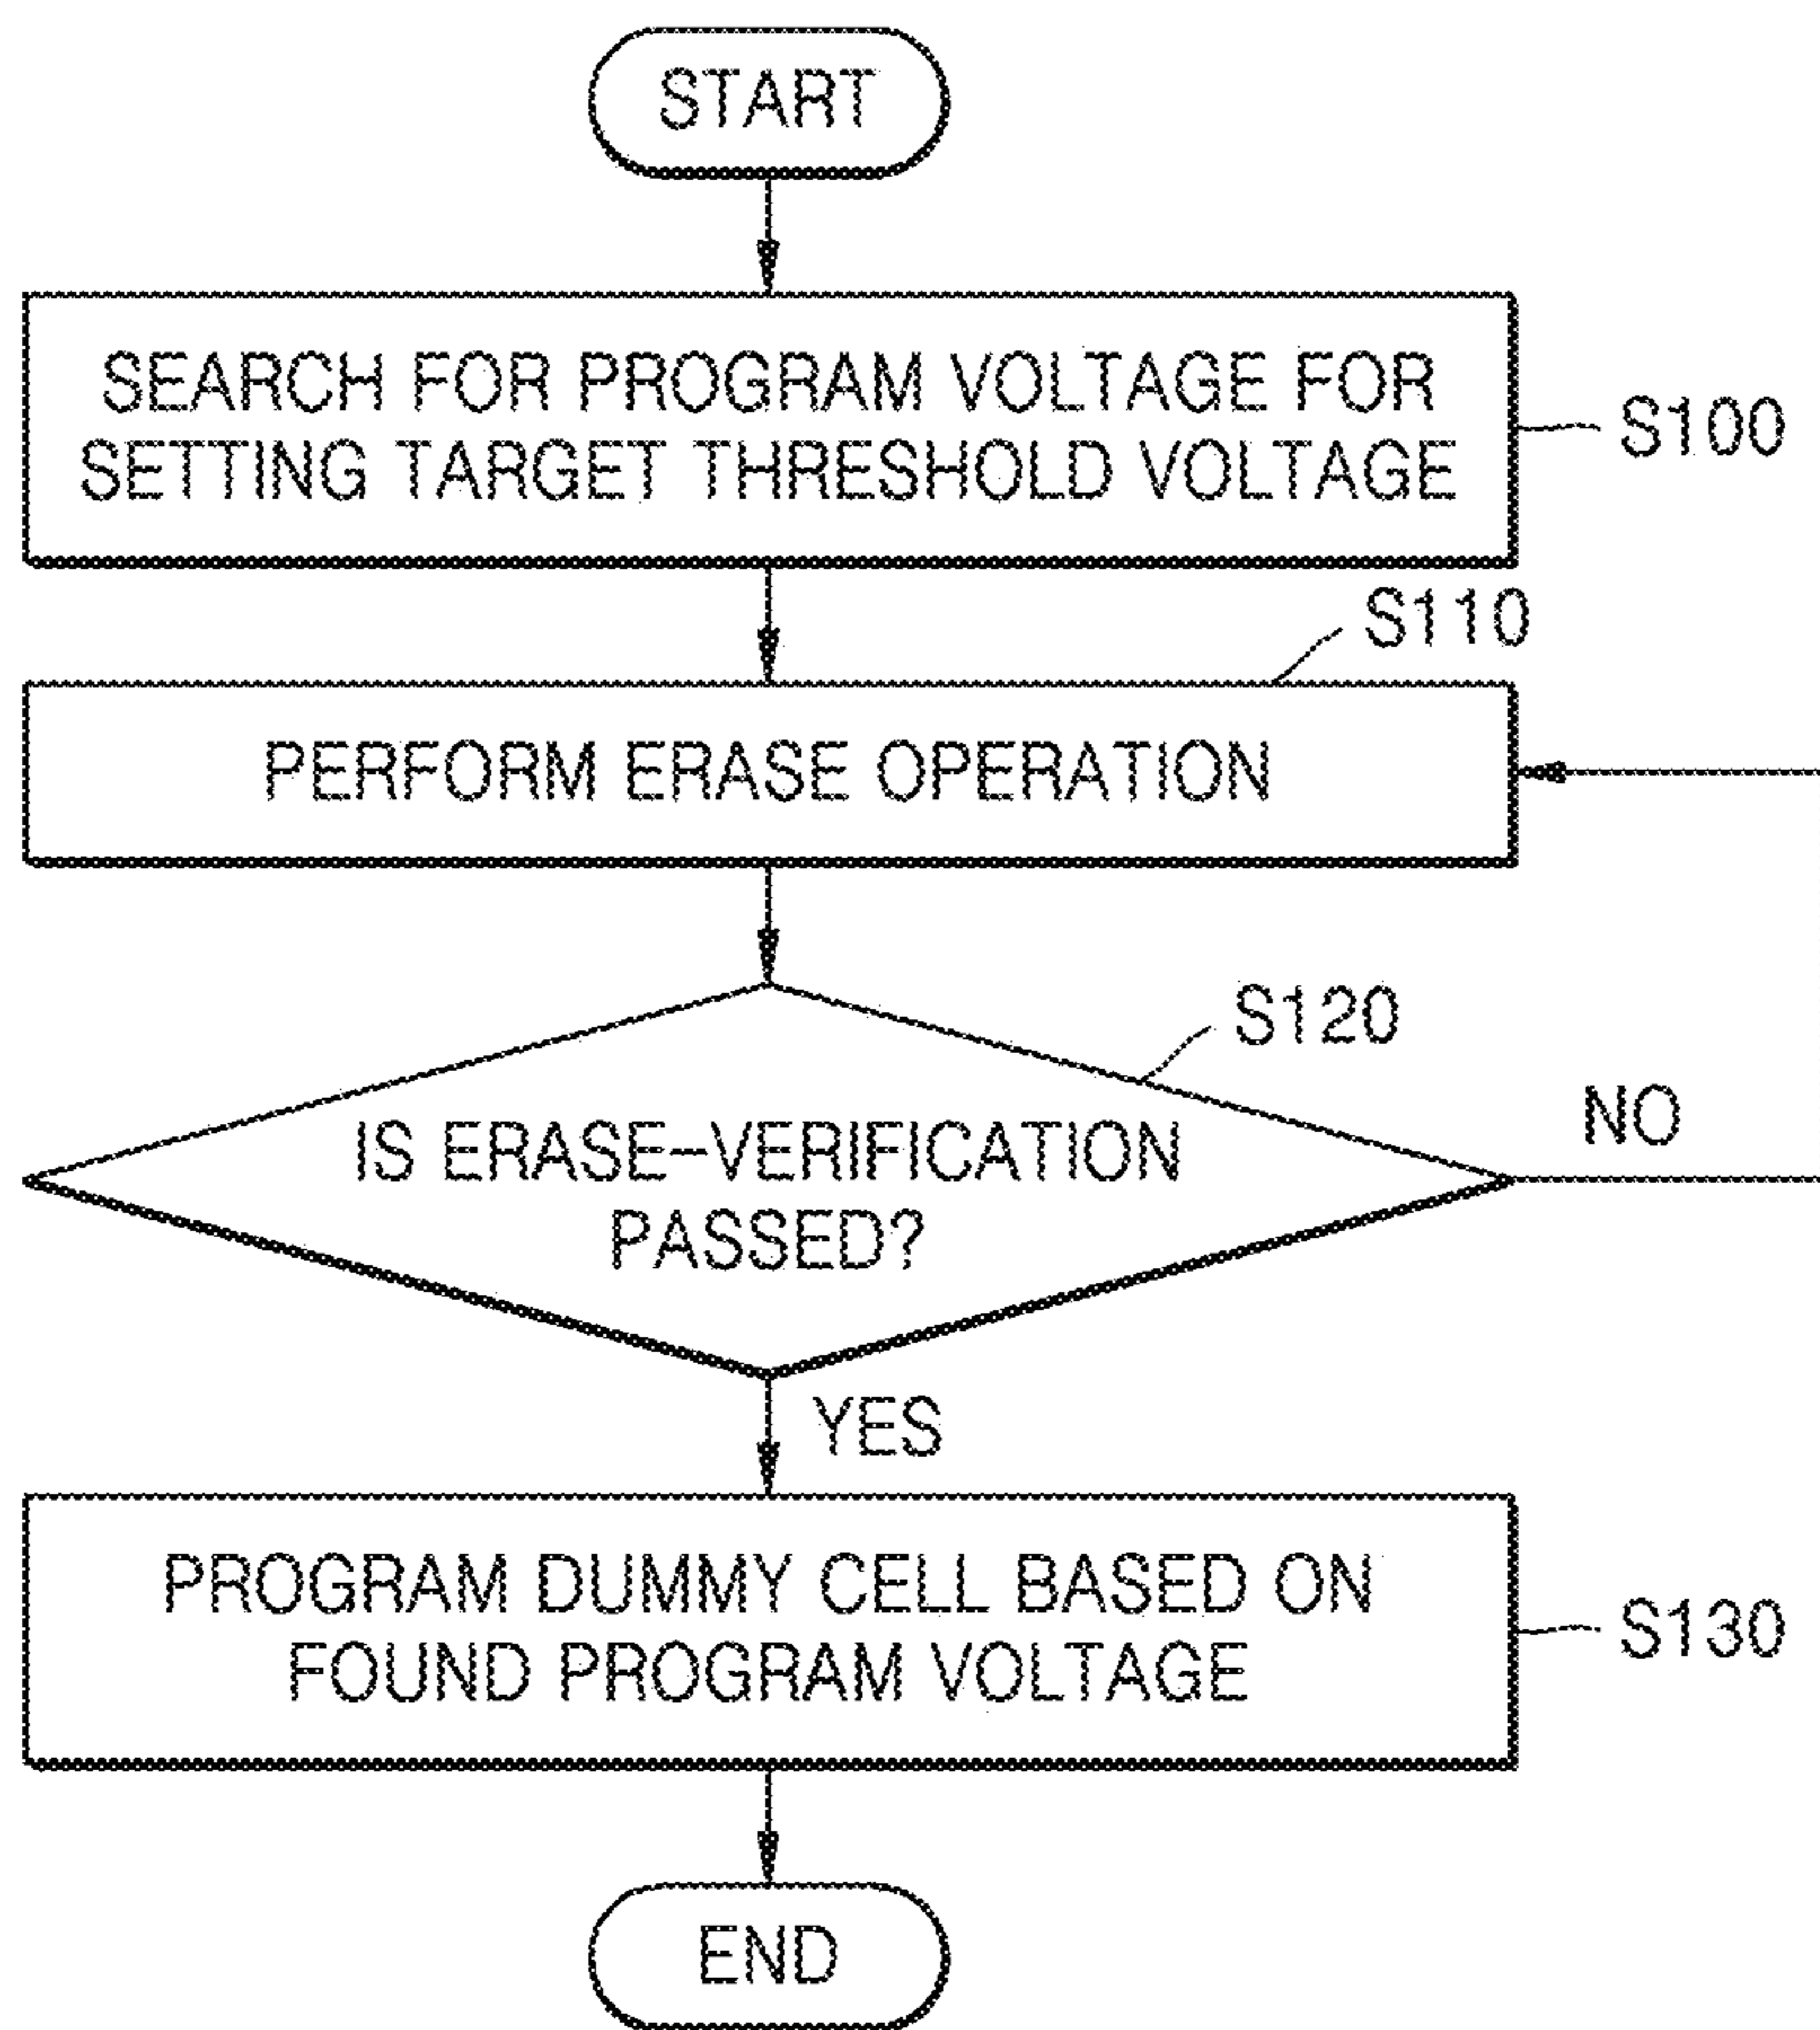 START
SEARCH FOR PROGRAM VOLTAGE FOR
SETTING TARGET THRESHOLD VOLTAGE
S100
S110
PERFORM ERASE OPERATION
S120
IS ERASE–VERIFICATION
PASSED?
NO
YES
PROGRAM DUMMY CELL BASED ON
FOUND PROGRAM VOLTAGE
S130
END